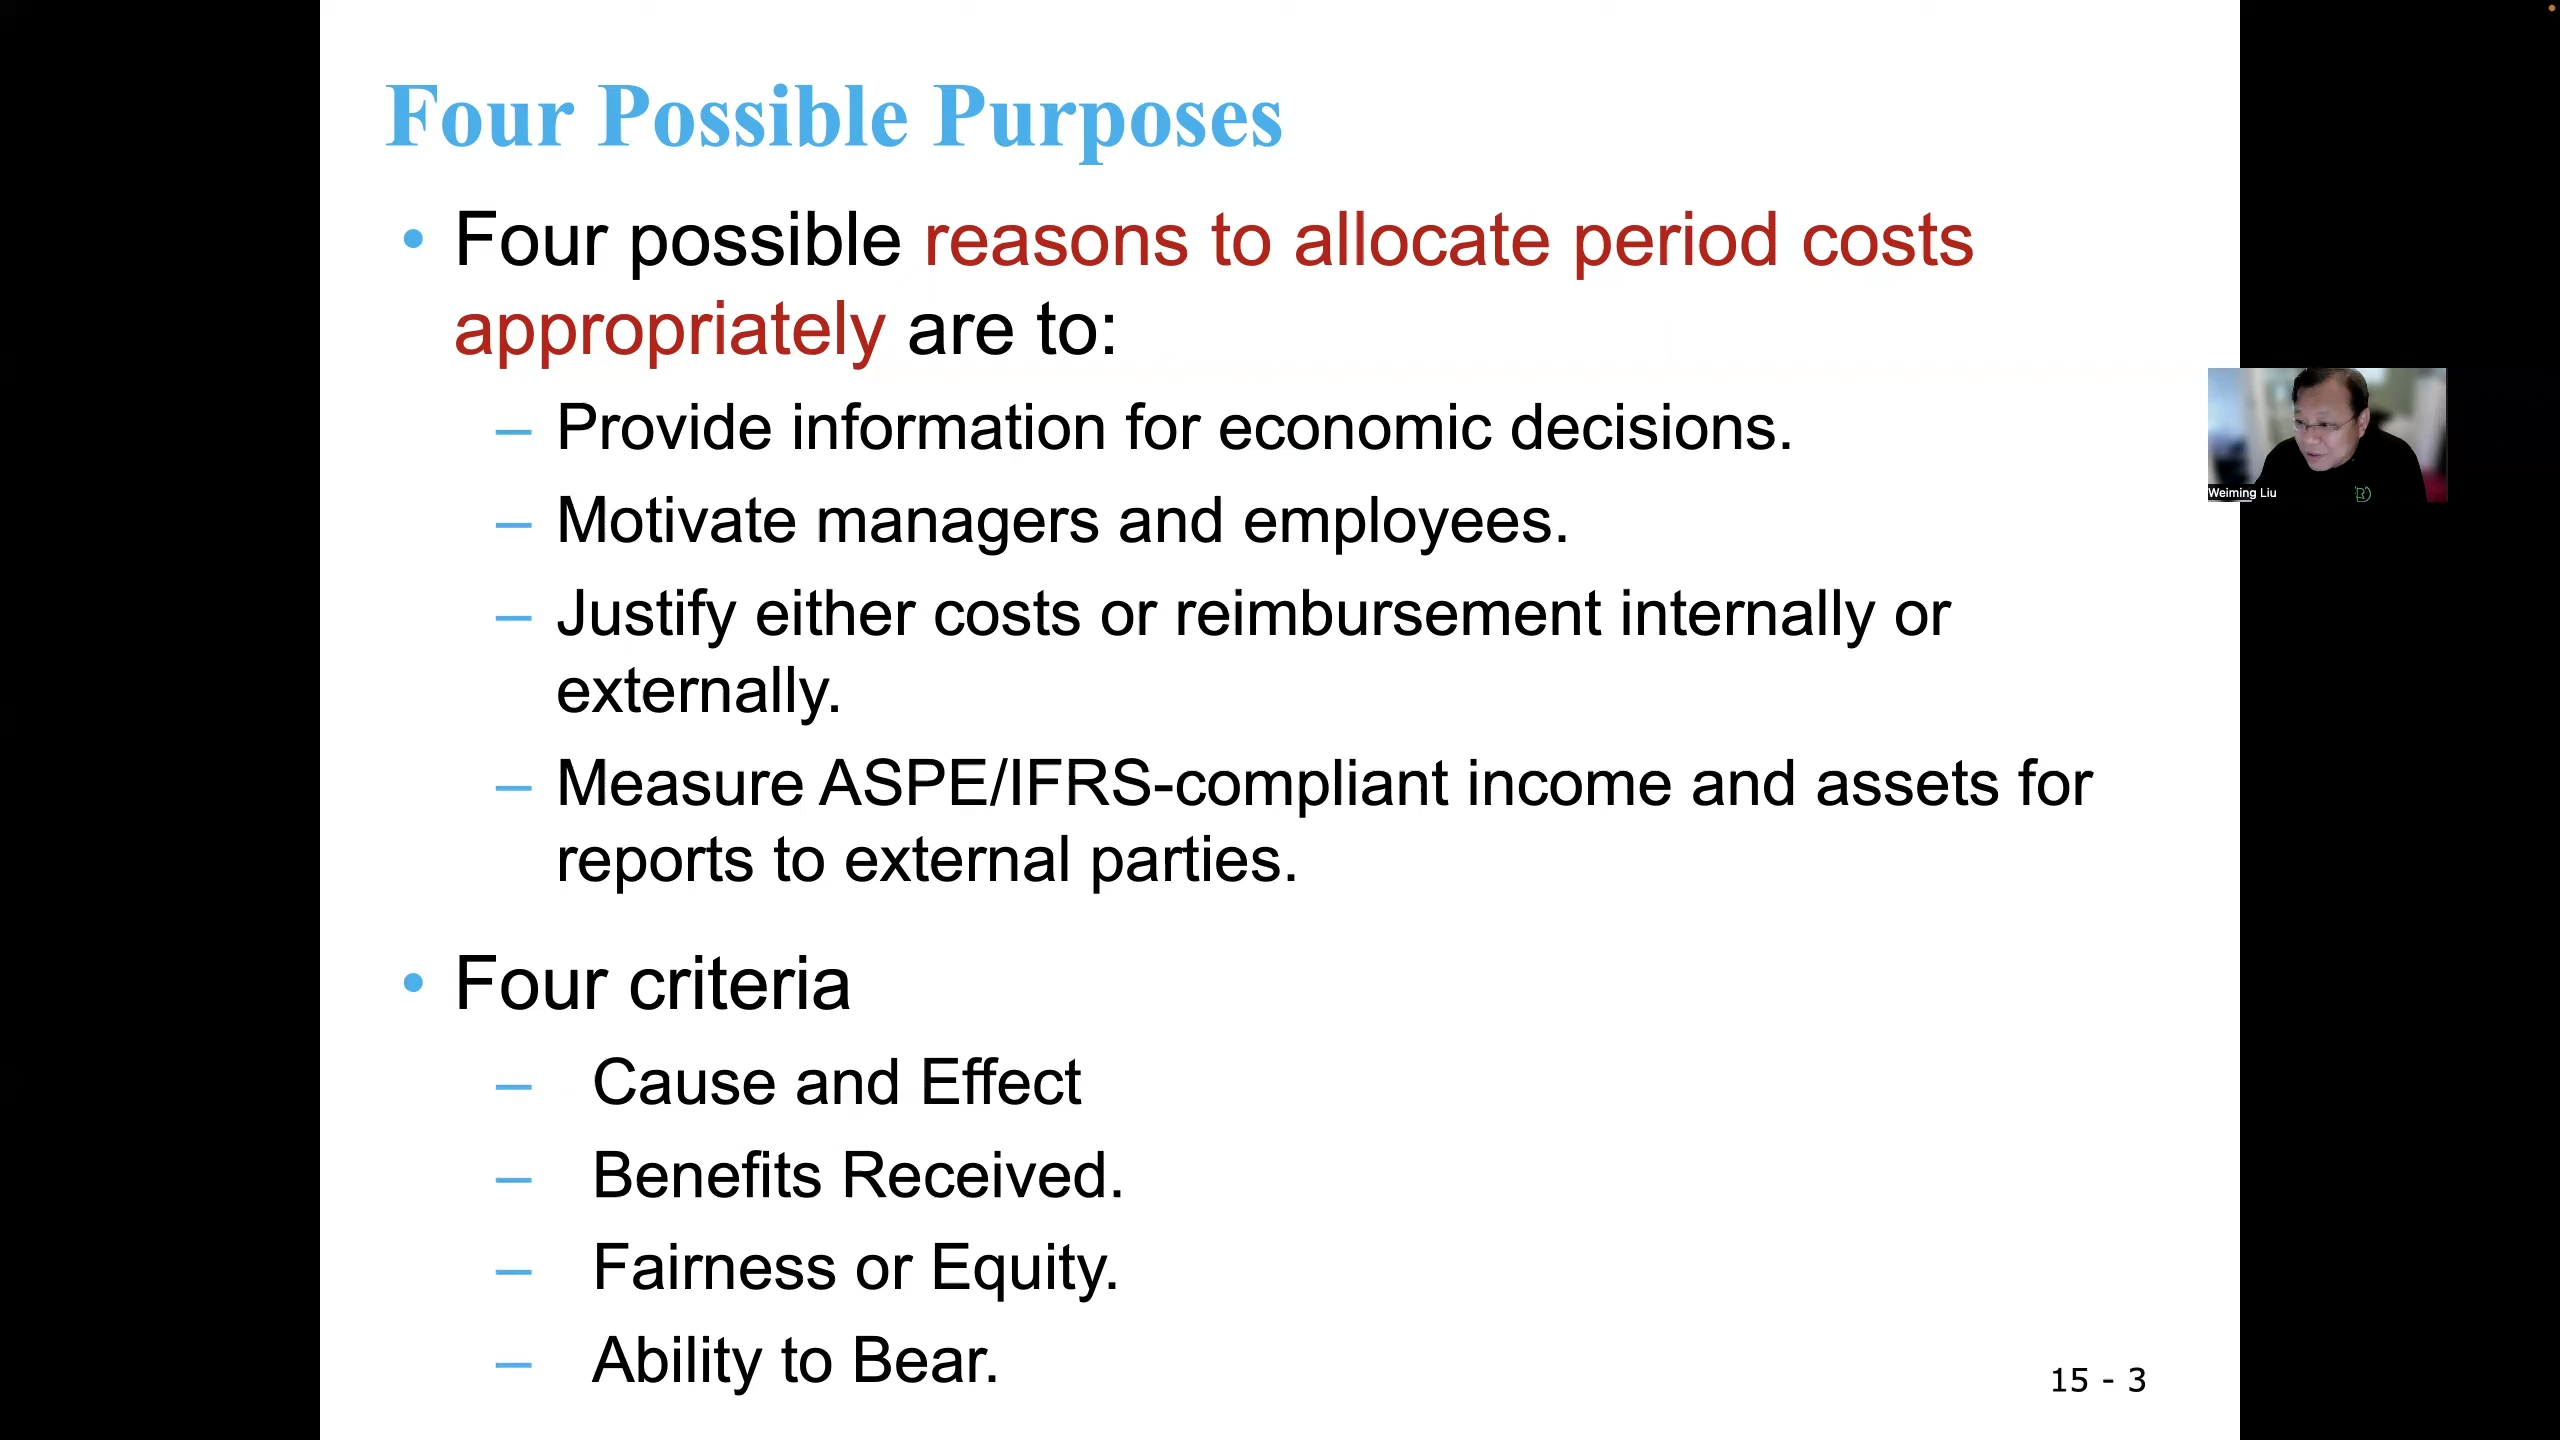 Four Possible Purposes
• Four possible reasons to allocate period costs
appropriately are to:
– Provide information for economic decisions.
– Motivate managers and employees.
– Justify either costs or reimbursement internally or
externally.
– Measure ASPE/IFRS-compliant income and assets for
reports to external parties.
Weiming Liu
• Four criteria
– Cause and Effect
– Benefits Received.
– Fairness or Equity.
– Ability to Bear.
15 - 3